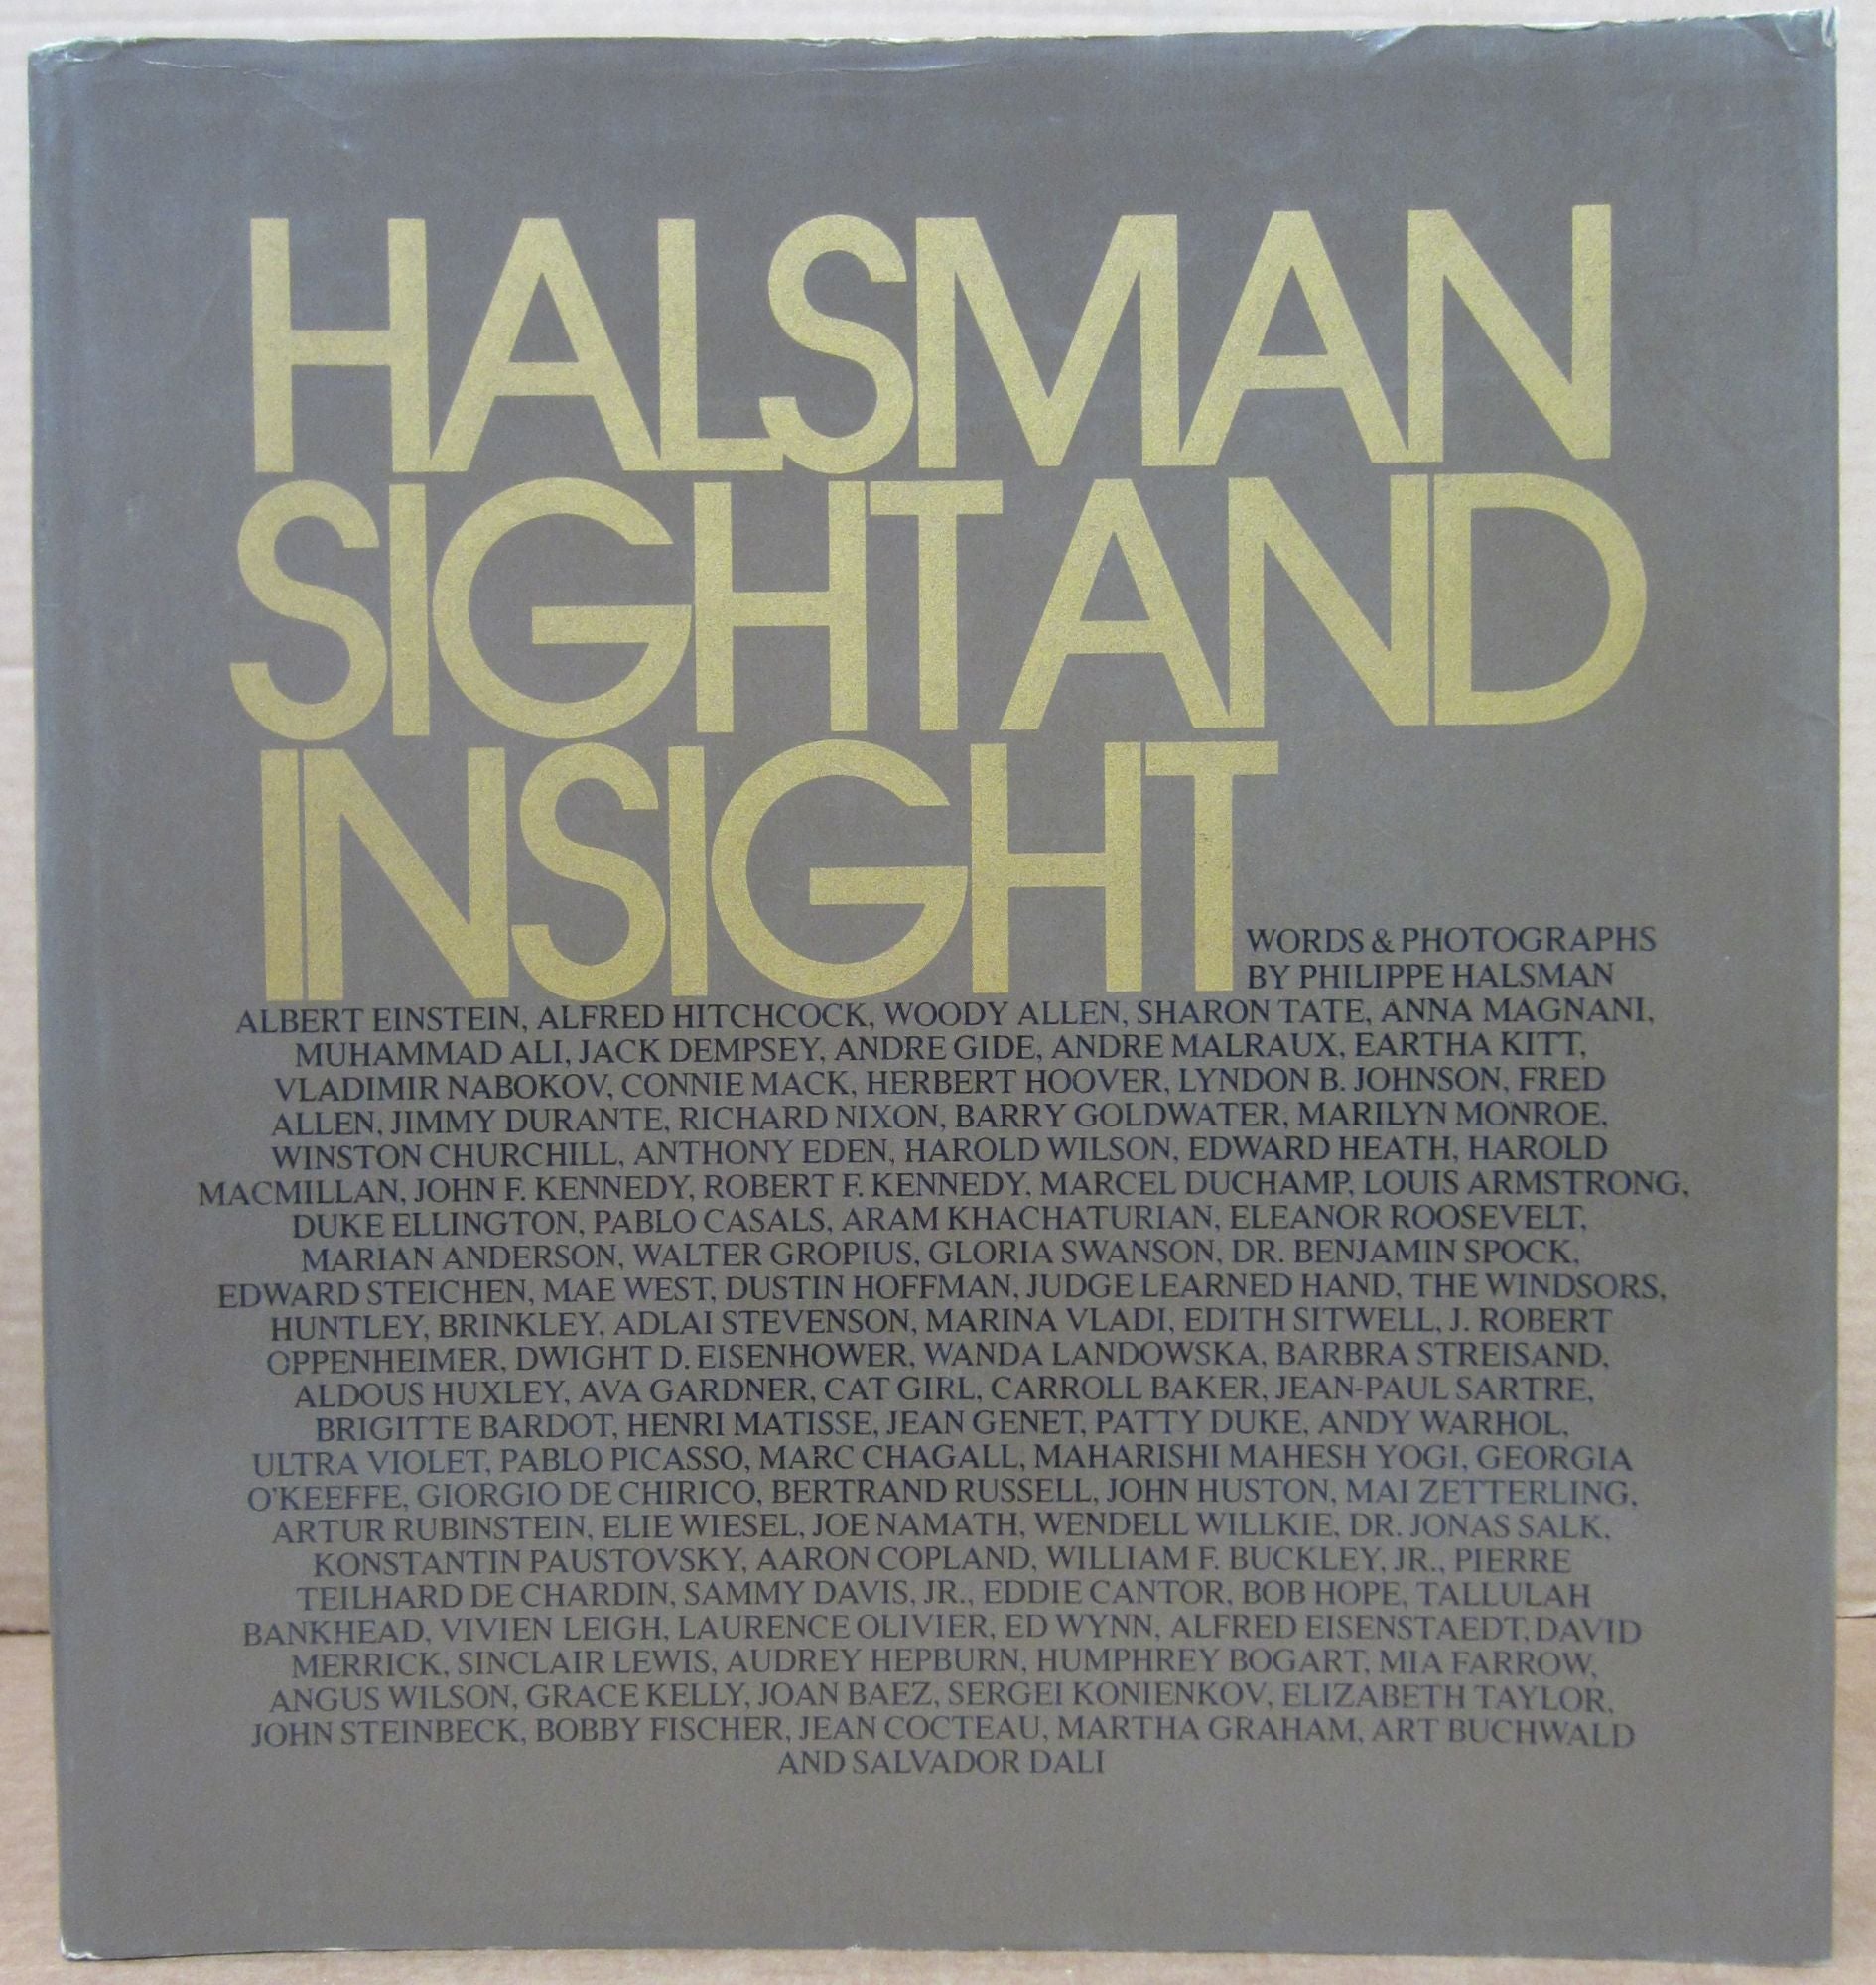 HALSMAN
SIGHT AND
INSIGHT
WORDS & PHOTOGRAPHS
BY PHILIPPE HALSMAN
ALBERT EINSTEIN, ALFRED HITCHCOCK, WOODY ALLEN, SHARON TATE, ANNA MAGNANI,
MUHAMMAD ALI, JACK DEMPSEY, ANDRE GIDE, ANDRE MALRAUX, EARTHA KITT,
VLADIMIR NABOKOV, CONNIE MACK, HERBERT HOOVER, LYNDON B. JOHNSON, FRED
ALLEN, JIMMY DURANTE, RICHARD NIXON, BARRY GOLDWATER, MARILYN MONROE,
WINSTON CHURCHILL, ANTHONY EDEN, HAROLD WILSON, EDWARD HEATH, HAROLD
MACMILLAN, JOHN F. KENNEDY, ROBERT F. KENNEDY, MARCEL DUCHAMP, LOUIS ARMSTRONG,
DUKE ELLINGTON, PABLO CASALS, ARAM KHACHATURIAN, ELEANOR ROOSEVELT,
MARIAN ANDERSON, WALTER GROPIUS, GLORIA SWANSON, DR. BENJAMIN SPOCK,
EDWARD STEICHEN, MAE WEST, DUSTIN HOFFMAN, JUDGE LEARNED HAND, THE WINDSORS,
HUNTLEY, BRINKLEY, ADLAI STEVENSON, MARINA VLADI, EDITH SITWELL, J. ROBERT
OPPENHEIMER, DWIGHT D. EISENHOWER, WANDA LANDOWSKA, BARBRA STREISAND,
ALDOUS HUXLEY, AVA GARDNER, CAT GIRL, CARROLL BAKER, JEAN-PAUL SARTRE,
BRIGITTE BARDOT, HENRI MATISSE, JEAN GENET, PATTY DUKE, ANDY WARHOL,
ULTRA VIOLET, PABLO PICASSO, MARC CHAGALL, MAHARISHI MAHESH YOGI, GEORGIA
O'KEEFFE, GIORGIO DE CHIRICO, BERTRAND RUSSELL, JOHN HUSTON, MAI ZETTERLING,
ARTUR RUBINSTEIN, ELIE WIESEL, JOE NAMATH, WENDELL WILLKIE, DR. JONAS SALK,
KONSTANTIN PAUSTOVSKY, AARON COPLAND, WILLIAM F. BUCKLEY, JR., PIERRE
TEILHARD DE CHARDIN, SAMMY DAVIS, JR., EDDIE CANTOR, BOB HOPE, TALLULAH
BANKHEAD, VIVIEN LEIGH, LAURENCE OLIVIER, ED WYNN, ALFRED EISENSTAEDT, DAVID
MERRICK, SINCLAIR LEWIS, AUDREY HEPBURN, HUMPHREY BOGART, MIA FARROW,
ANGUS WILSON, GRACE KELLY, JOAN BAEZ, SERGEI KONIENKOV, ELIZABETH TAYLOR,
JOHN STEINBECK, BOBBY FISCHER, JEAN COCTEAU, MARTHA GRAHAM, ART BUCHWALD
AND SALVADOR DALI